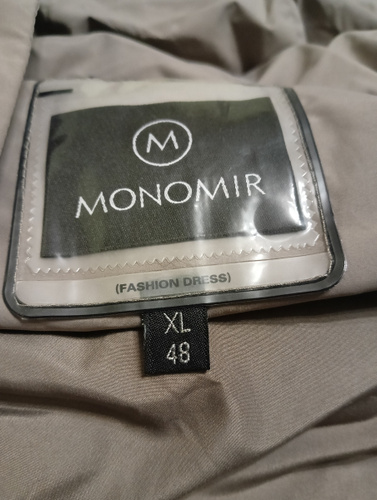 M
MONOMIR
(FASHION DRESS)
XL
48